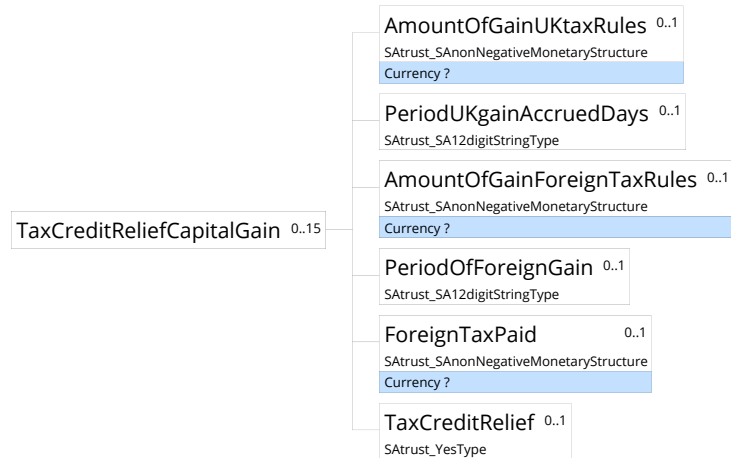 AmountOfGainUKtaxRules 0..1
SAtrust_SAnonNegativeMonetaryStructure
Currency ?
PeriodUKgainAccruedDays 0..1
SAtrust_SA12digitStringType
AmountOfGainForeignTaxRules 0..1
SAtrust_SAnonNegativeMonetaryStructure
Currency ?
TaxCreditReliefCapitalGain 0..15
PeriodOfForeignGain 0..1
SAtrust_SA12digitStringType
ForeignTaxPaid 0..1
SAtrust_SAnonNegativeMonetaryStructure
Currency ?
TaxCreditRelief 0..1
SAtrust_YesType